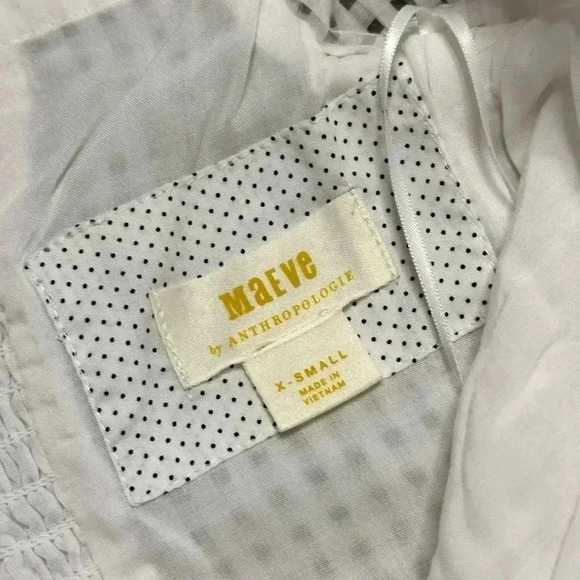 MaEVe
by ANTHROPOLOGIE
X-SMALL
MADE IN
VIETNAM